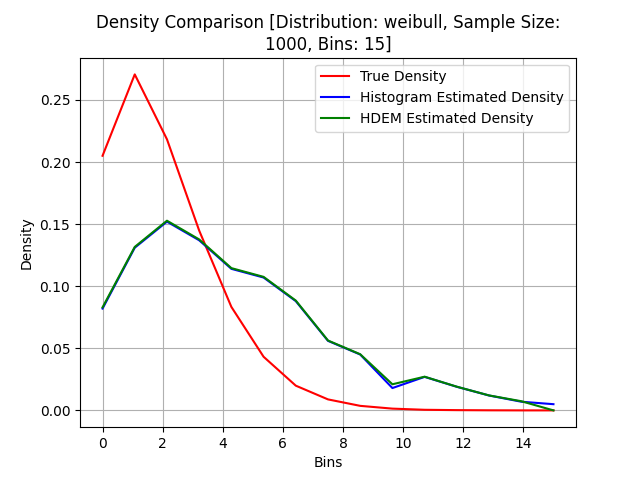 Density Comparison [Distribution: weibull, Sample Size:
1000, Bins: 15]
True Density
Histogram Estimated Density
HDEM Estimated Density
Density
0.25
0.20
0.15
0.10
0.05
0.00
0 2 4 6 8 10 12 14
Bins